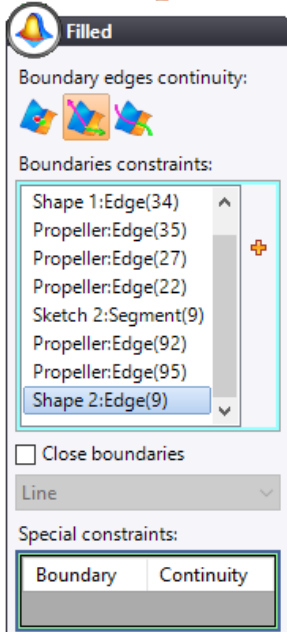 Filled
Boundary edges continuity:
Boundaries constraints:
Shape 1:Edge(34)
Propeller:Edge(35)
Propeller:Edge(27)
Propeller:Edge(22)
Sketch 2:Segment(9)
Propeller:Edge(92)
Propeller:Edge(95)
Shape 2:Edge(9)
Close boundaries
Line
Special constraints:
Boundary Continuity